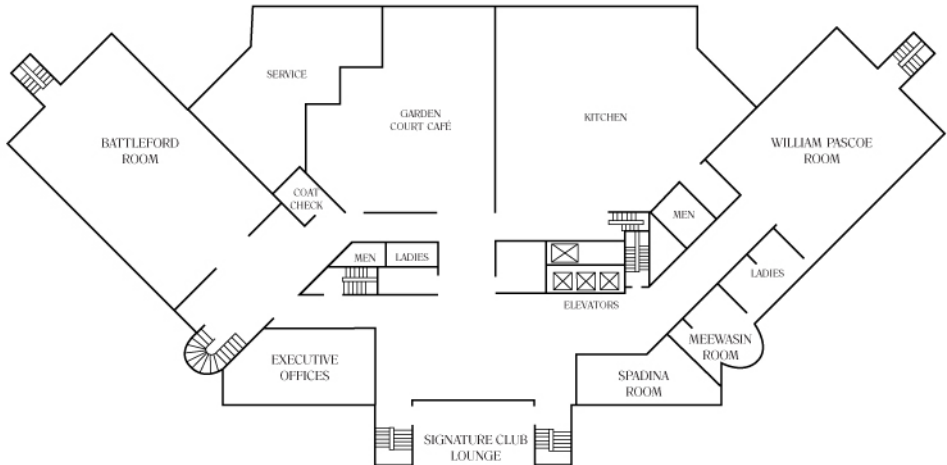 SERVICE
GARDEN
COURT CAFÉ
KITCHEN
BATTLEFORD
ROOM
WILLIAM PASCOE
ROOM
COAT
CHECK
MEN
MEN
LADIES
LADIES
ELEVATORS
MEEWASIN
ROOM
EXECUTIVE
OFFICES
SPADINA
ROOM
SIGNATURE CLUB
LOUNGE